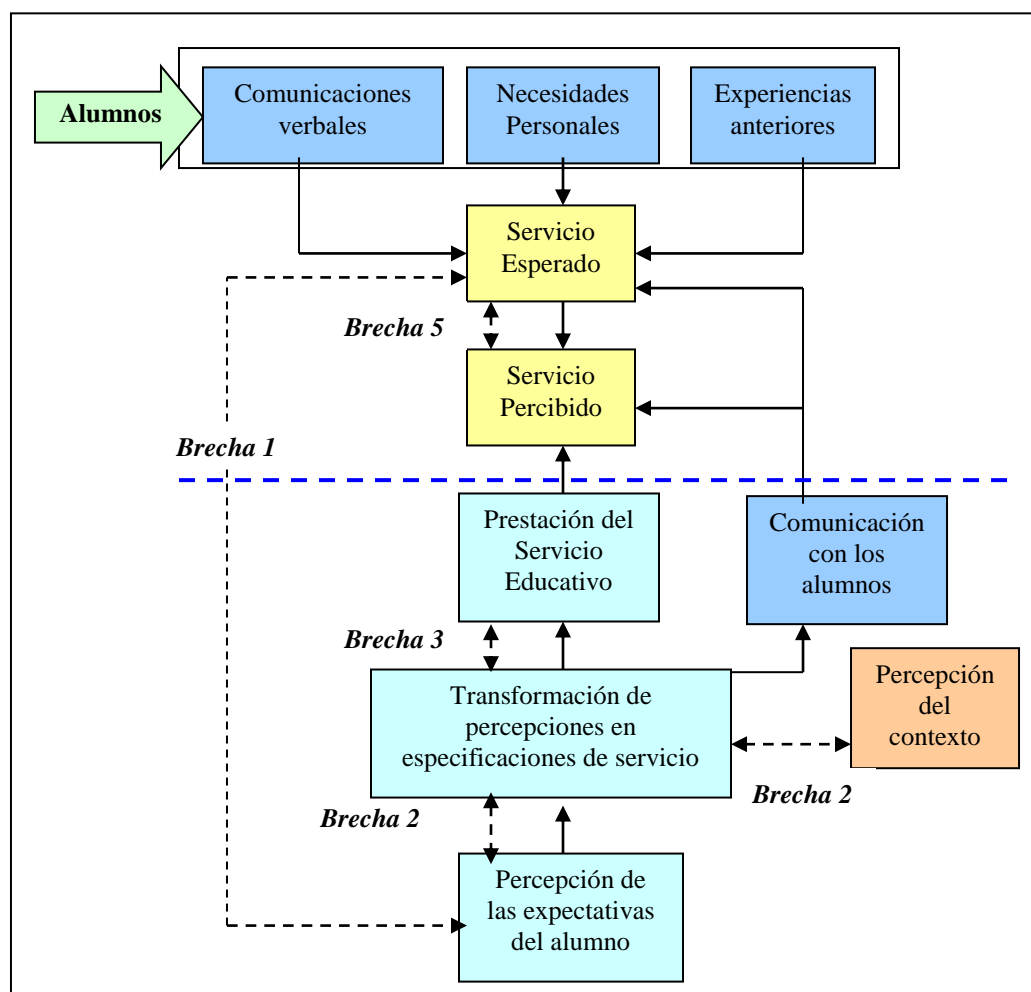 Alumnos
Comunicaciones
verbales
Necesidades
Personales
Experiencias
anteriores
Servicio
Esperado
Brecha 5
Servicio
Percibido
Brecha 1
Prestación del
Servicio
Educativo
Comunicación
con los
alumnos
Brecha 3
Transformación de
percepciones en
especificaciones de servicio
Percepción
del
contexto
Brecha 2
Brecha 2
Percepción de
las expectativas
del alumno